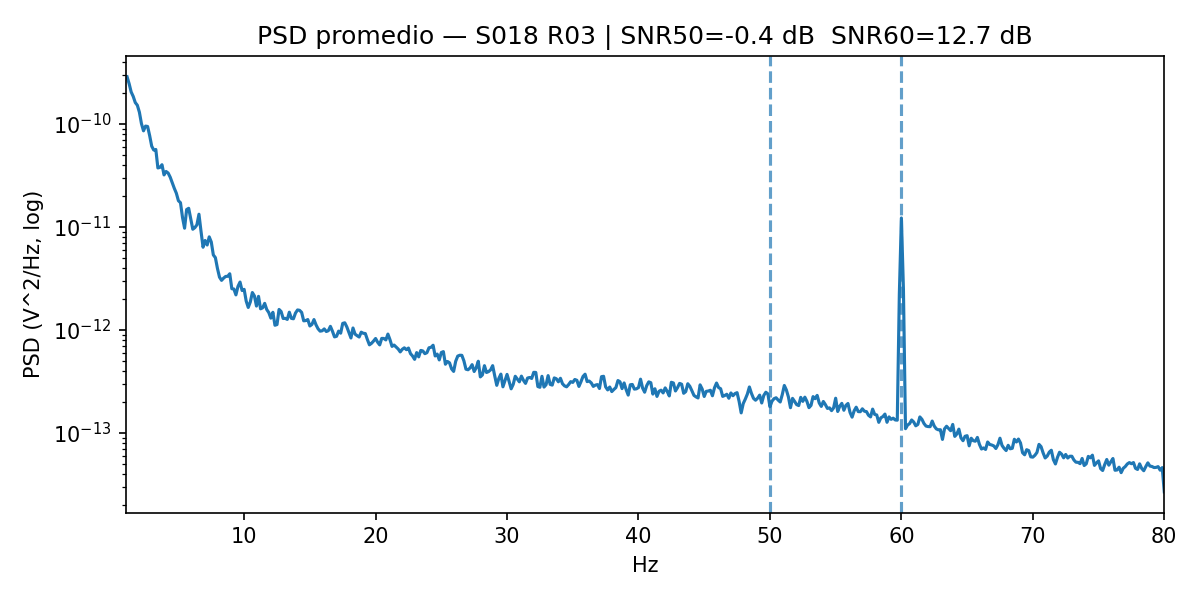 PSD promedio — S018 R03 | SNR50=-0.4 dB  SNR60=12.7 dB
PSD (V^2/Hz, log)
10⁻¹⁰
10⁻¹¹
10⁻¹²
10⁻¹³
10 20 30 40 50 60 70 80
Hz